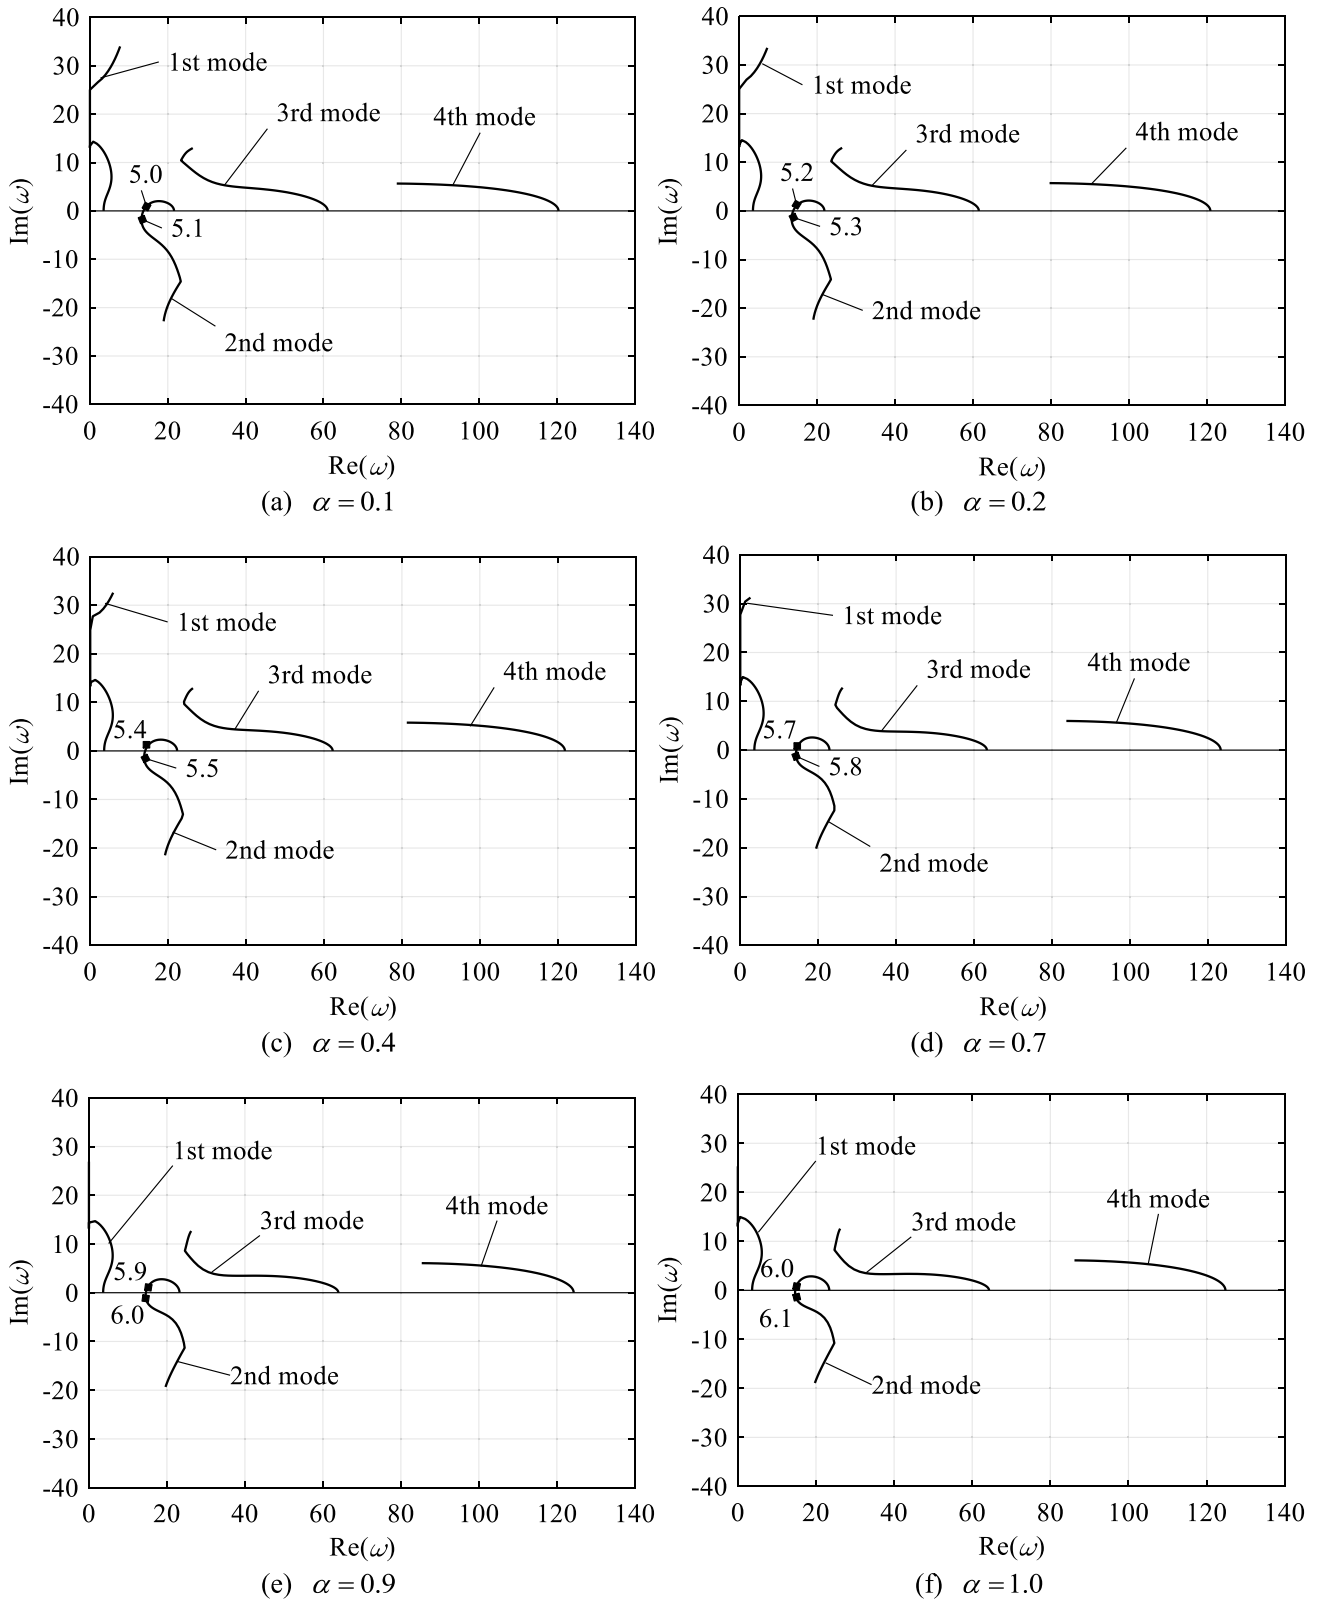 40
30
20
10
0
-10
-20
-30
-40
Im(ω)
1st mode
3rd mode
4th mode
5.0
5.1
2nd mode
0 20 40 60 80 100 120 140
Re(ω)
(a) α = 0.1
40
30
20
10
0
-10
-20
-30
-40
Im(ω)
1st mode
3rd mode
4th mode
5.2
5.3
2nd mode
0 20 40 60 80 100 120 140
Re(ω)
(b) α = 0.2
40
30
20
10
0
-10
-20
-30
-40
Im(ω)
1st mode
3rd mode
4th mode
5.4
5.5
2nd mode
0 20 40 60 80 100 120 140
Re(ω)
(c) α = 0.4
40
30
20
10
0
-10
-20
-30
-40
Im(ω)
1st mode
3rd mode
4th mode
5.7
5.8
2nd mode
0 20 40 60 80 100 120 140
Re(ω)
(d) α = 0.7
40
30
20
10
0
-10
-20
-30
-40
Im(ω)
1st mode
3rd mode
4th mode
5.9
6.0
2nd mode
0 20 40 60 80 100 120 140
Re(ω)
(e) α = 0.9
40
30
20
10
0
-10
-20
-30
-40
Im(ω)
1st mode
3rd mode
4th mode
6.0
6.1
2nd mode
0 20 40 60 80 100 120 140
Re(ω)
(f) α = 1.0